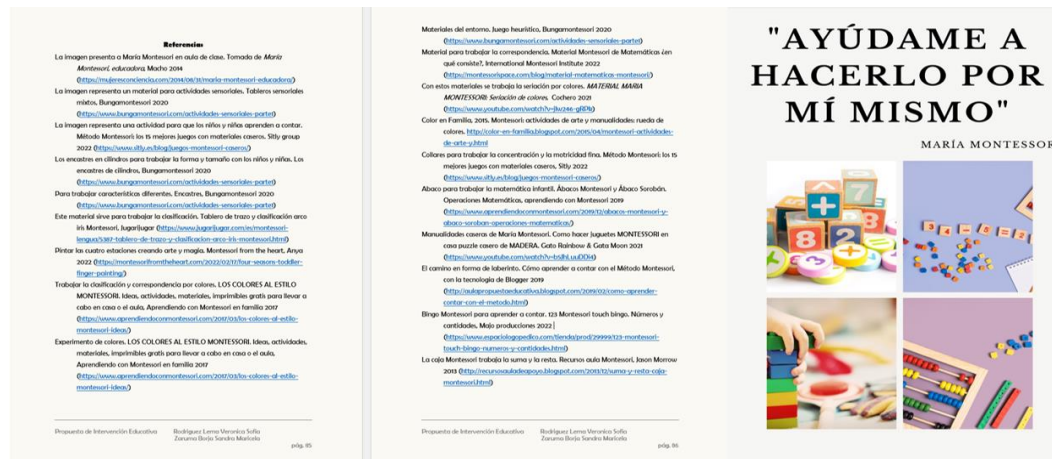 Referencias
La imagen presenta a María Montessori en aula de clase. Tomada de María
Montessori, educadora, Macho 2014
(https://mujeresconciencia.com/2014/08/31/maria-montessori-educadora/)
La imagen representa un material para actividades sensoriales. Tableros sensoriales
mixtos, Bungamontessori 2020
(https://www.bungamontessori.com/actividades-sensoriales-parte1)
La imagen representa una actividad para que los niños y niñas aprenden a contar.
Método Montessori: los 15 mejores juegos con materiales caseros. Sitly group
2022 (https://www.sitly.es/blog/juegos-montessori-caseros/)
Los encastres en cilindros para trabajar la forma y tamaño con los niños y niñas. Los
encastres de cilindros, Bungamontessori 2020
(https://www.bungamontessori.com/actividades-sensoriales-parte1)
Para trabajar características diferentes. Encastres, Bungamontessori 2020
(https://www.bungamontessori.com/actividades-sensoriales-parte1)
Este material sirve para trabajar la clasificación. Tablero de trazo y clasificación arco
iris Montessori, Jugarijugar (https://www.jugarijugar.com/es/montessori-
lengua/5387-tablero-de-trazo-y-clasificacion-arco-iris-montessori.html)
Pintar las cuatro estaciones creando arte y magia. Montessori from the heart, Anya
2022 (https://montessorifromtheheart.com/2022/02/17/four-seasons-toddler-
finger-painting/)
Trabajar la clasificación y correspondencia por colores. LOS COLORES AL ESTILO
MONTESSORI. Ideas, actividades, materiales, imprimibles gratis para llevar a
cabo en casa o el aula, Aprendiendo con Montessori en familia 2017
(https://www.aprendiendoconmontessori.com/2017/03/los-colores-al-estilo-
montessori-ideas/)
Experimento de colores. LOS COLORES AL ESTILO MONTESSORI. Ideas, actividades,
materiales, imprimibles gratis para llevar a cabo en casa o el aula,
Aprendiendo con Montessori en familia 2017
(https://www.aprendiendoconmontessori.com/2017/03/los-colores-al-estilo-
montessori-ideas/)
Propuesta de Intervención Educativa Rodríguez Lema Veronica Sofia
Zaruma Borja Sandra Maricela
pág. 85
Materiales del entorno. Juego heurístico, Bungamontessori 2020
(https://www.bungamontessori.com/actividades-sensoriales-parte1)
Material para trabajar la correspondencia. Material Montessori de Matemáticas ¿en
qué consiste?, International Montessori Institute 2022
(https://montessorispace.com/blog/material-matematicas-montessori/)
Con estos materiales se trabaja la seriación por colores. MATERIAL MARIA
MONTESSORI: Seriación de colores, Cochero 2021
Color en Familia, 2015. Montessori: actividades de arte y manualidades: rueda de
colores. http://color-en-familia.blogspot.com/2015/04/montessori-actividades-
de-arte-y.html
Collares para trabajar la concentración y la motricidad fina. Método Montessori: los 15
mejores juegos con materiales caseros, Sitly 2022
(https://www.sitly.es/blog/juegos-montessori-caseros/)
Abaco para trabajar la matemática infantil. Ábacos Montessori y Ábaco Sorobán.
Operaciones Matemáticas, aprendiendo con Montessori 2019
(https://www.aprendiendoconmontessori.com/2019/12/abacos-montessori-y-
abaco-soroban-operaciones-matematicas/)
Manualidades caseras de María Montessori. Como hacer juguetes MONTESSORI en
casa puzzle casero de MADERA. Gato Rainbow & Gata Moon 2021
El camino en forma de laberinto. Cómo aprender a contar con el Método Montessori,
con la tecnología de Blogger 2019
(http://aulapropuestaeducativa.blogspot.com/2019/02/como-aprender-
contar-con-el-metodo.html)
Bingo Montessori para aprender a contar. 123 Montessori touch bingo. Números y
cantidades, Majo producciones 2022
(https://www.espaciologopedico.com/tienda/prod/29999/123-montessori-
touch-bingo-numeros-y-cantidades.html)
La caja Montessori trabaja la suma y la resta. Recursos aula Montessori, Jason Morrow
2013 (http://recursosauladeapoyo.blogspot.com/2013/12/suma-y-resta-caja-
montessori.html)
Propuesta de Intervención Educativa Rodríguez Lema Veronica Sofia
Zaruma Borja Sandra Maricela
pág. 86
"AYÚDAME A
HACERLO POR
MÍ MISMO"
MARÍA MONTESSOR